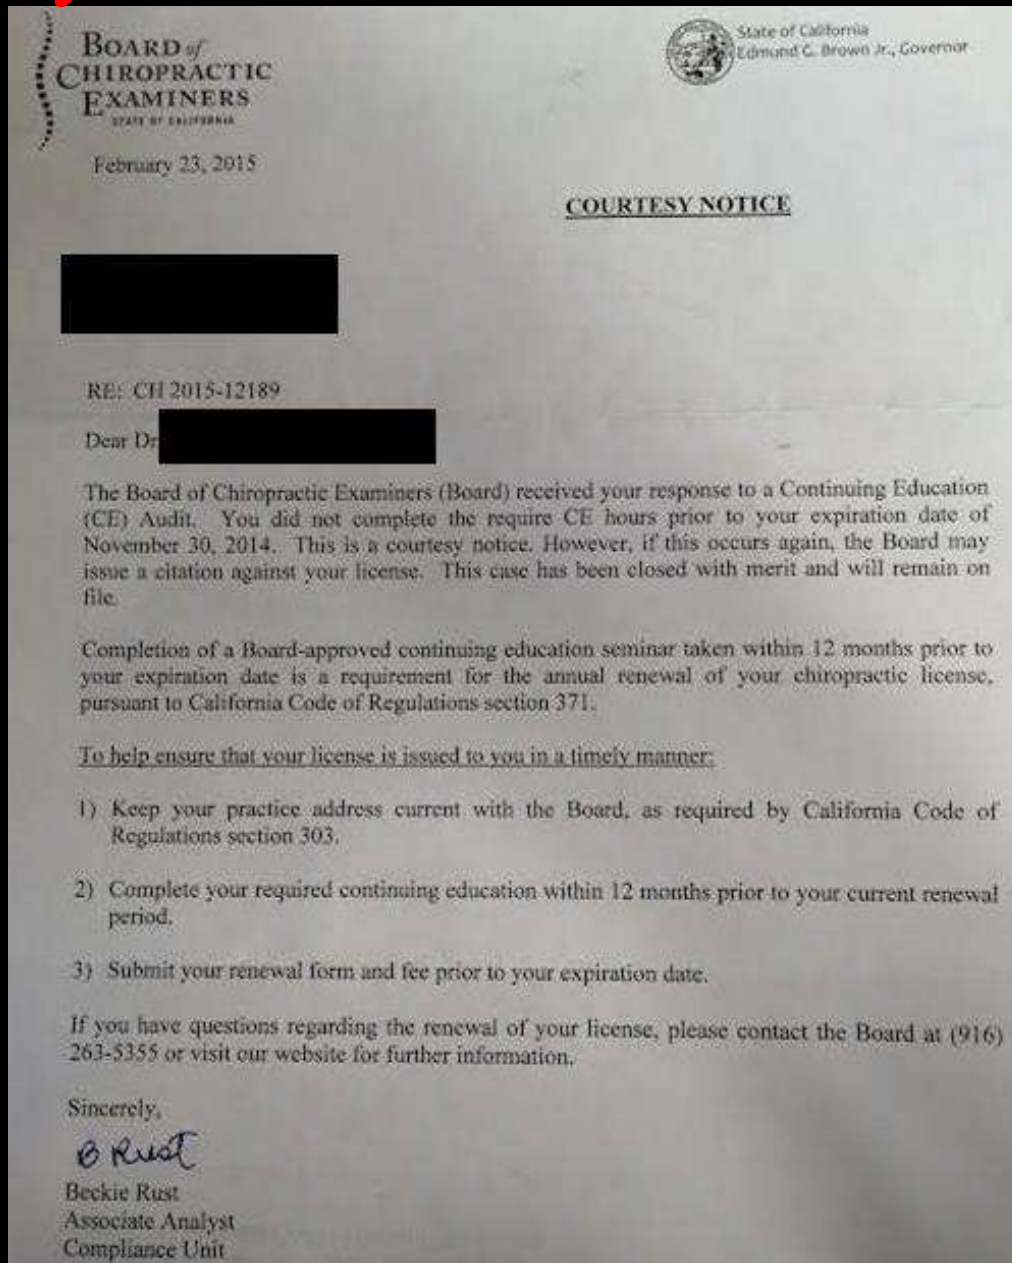 BOARD of
CHIROPRACTIC
EXAMINERS
STATE OF CALIFORNIA
State of California
Edmund G. Brown Jr., Governor
February 23, 2015
COURTESY NOTICE
RE: CH 2015-12189
Dear Dr
The Board of Chiropractic Examiners (Board) received your response to a Continuing Education
(CE) Audit. You did not complete the require CE hours prior to your expiration date of
November 30, 2014. This is a courtesy notice. However, if this occurs again, the Board may
issue a citation against your license. This case has been closed with merit and will remain on
file.
Completion of a Board-approved continuing education seminar taken within 12 months prior to
your expiration date is a requirement for the annual renewal of your chiropractic license,
pursuant to California Code of Regulations section 371.
To help ensure that your license is issued to you in a timely manner:
1) Keep your practice address current with the Board, as required by California Code of
Regulations section 303.
2) Complete your required continuing education within 12 months prior to your current renewal
period.
3) Submit your renewal form and fee prior to your expiration date.
If you have questions regarding the renewal of your license, please contact the Board at (916)
263-5355 or visit our website for further information.
Sincerely,
B Rust
Beckie Rust
Associate Analyst
Compliance Unit